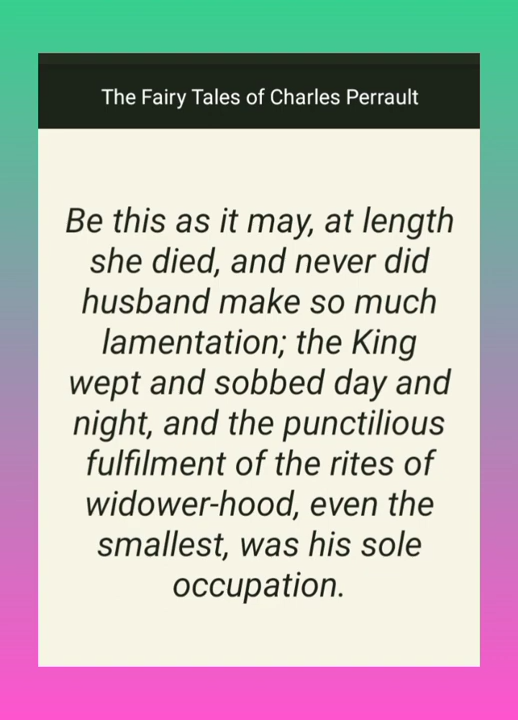 The Fairy Tales of Charles Perrault
Be this as it may, at length
she died, and never did
husband make so much
lamentation; the King
wept and sobbed day and
night, and the punctilious
fulfilment of the rites of
widower-hood, even the
smallest, was his sole
occupation.